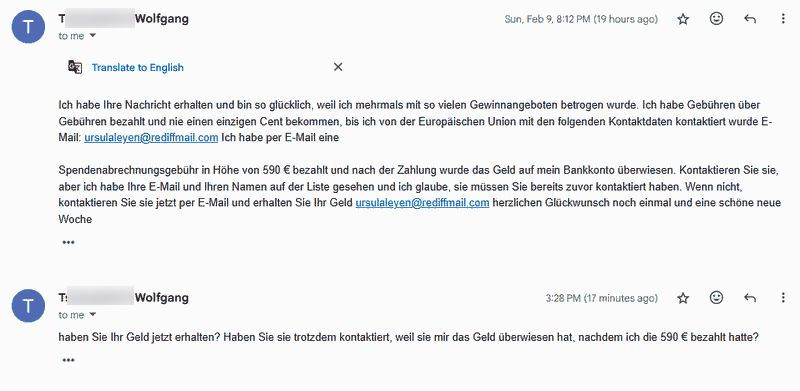 T
T Wolfgang
Sun, Feb 9, 8:12 PM (19 hours ago)
to me
Translate to English
Ich habe Ihre Nachricht erhalten und bin so glücklich, weil ich mehrmals mit so vielen Gewinnangeboten betrogen wurde. Ich habe Gebühren über
Gebühren bezahlt und nie einen einzigen Cent bekommen, bis ich von der Europäischen Union mit den folgenden Kontaktdaten kontaktiert wurde E-
Mail: ursulaleyen@rediffmail.com Ich habe per E-Mail eine
Spendenabrechnungsgebühr in Höhe von 590 € bezahlt und nach der Zahlung wurde das Geld auf mein Bankkonto überwiesen. Kontaktieren Sie sie,
aber ich habe Ihre E-Mail und Ihren Namen auf der Liste gesehen und ich glaube, sie müssen Sie bereits zuvor kontaktiert haben. Wenn nicht,
kontaktieren Sie sie jetzt per E-Mail und erhalten Sie Ihr Geld ursulaleyen@rediffmail.com herzlichen Glückwunsch noch einmal und eine schöne neue
Woche
T
Wolfgang
3:28 PM (17 minutes ago)
to me
haben Sie Ihr Geld jetzt erhalten? Haben Sie sie trotzdem kontaktiert, weil sie mir das Geld überwiesen hat, nachdem ich die 590 € bezahlt hatte?